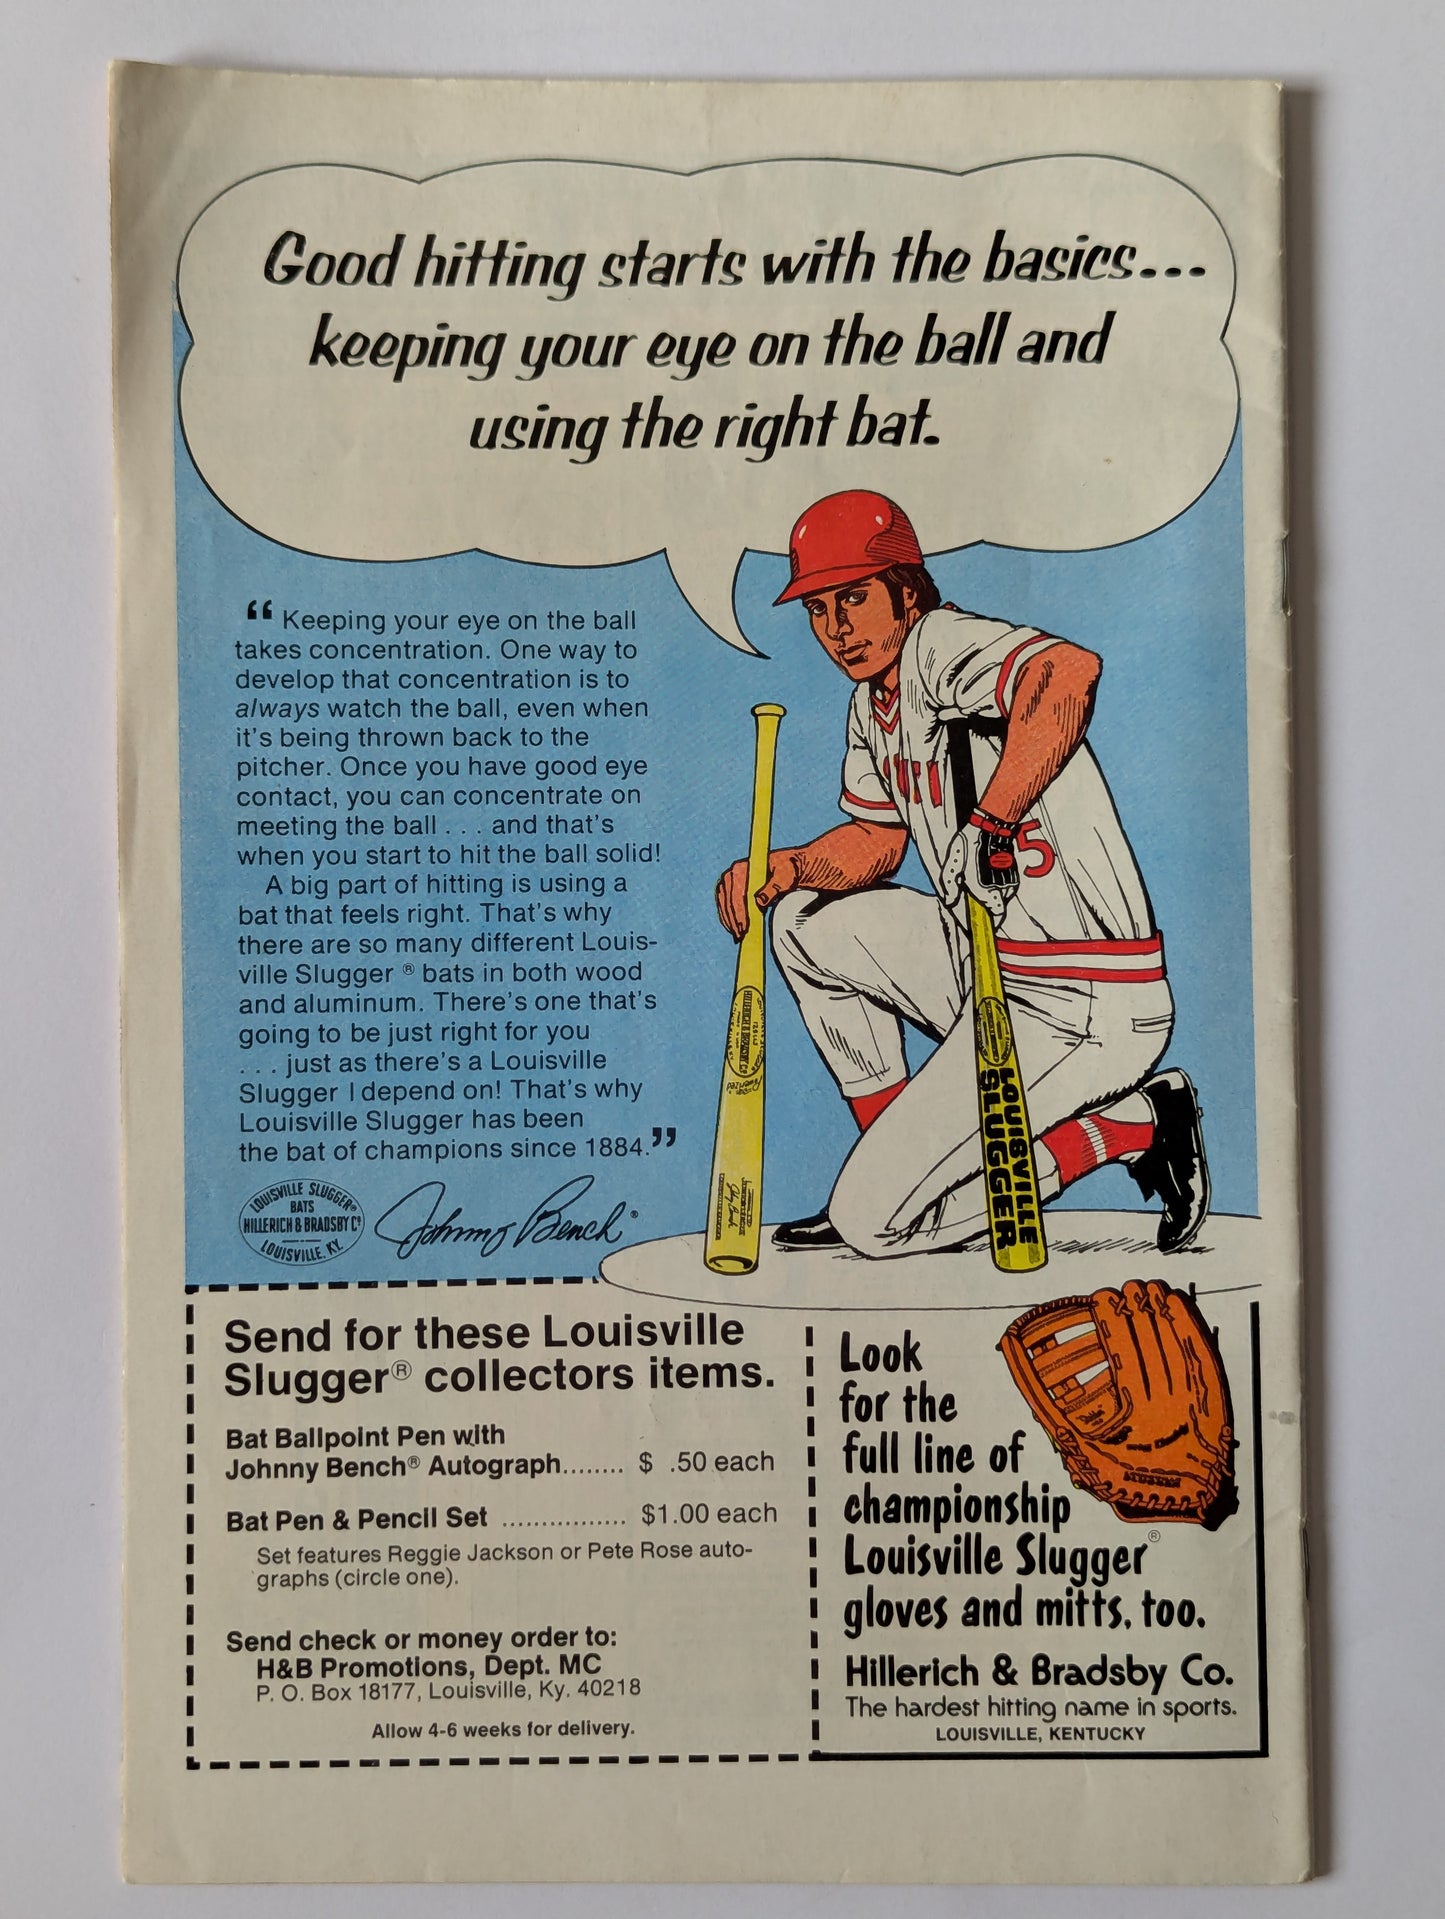 Good hitting starts with the basics...
keeping your eye on the ball and
using the right bat.
“Keeping your eye on the ball
takes concentration. One way to
develop that concentration is to
always watch the ball, even when
it's being thrown back to the
pitcher. Once you have good eye
contact, you can concentrate on
meeting the ball . . . and that's
when you start to hit the ball solid!
A big part of hitting is using a
bat that feels right. That's why
there are so many different Louis-
ville Slugger® bats in both wood
and aluminum. There's one that's
going to be just right for you
. . . just as there's a Louisville
Slugger I depend on! That's why
Louisville Slugger has been
the bat of champions since 1884.”
LOUISVILLE SLUGGER®
BATS
HILLERICH & BRADSBY Cº
LOUISVILLE, KY.
Johnny Bench®
5
LOUISVILLE
SLUGGER
Send for these Louisville
Slugger® collectors items.
Bat Ballpoint Pen with
Johnny Bench® Autograph........ $ .50 each
Bat Pen & Pencil Set ................ $1.00 each
Set features Reggie Jackson or Pete Rose auto-
graphs (circle one).
Send check or money order to:
H&B Promotions, Dept. MC
P. O. Box 18177, Louisville, Ky. 40218
Allow 4-6 weeks for delivery.
Look
for the
full line of
championship
Louisville Slugger®
gloves and mitts, too.
Hillerich & Bradsby Co.
The hardest hitting name in sports.
LOUISVILLE, KENTUCKY